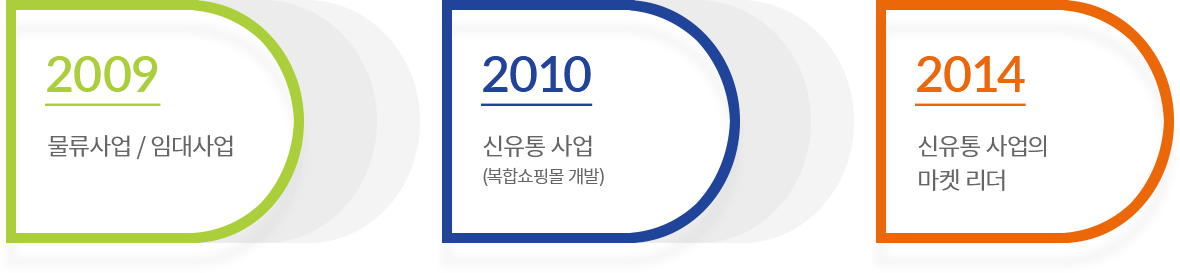 2009
물류사업 / 임대사업
2010
신유통 사업
(복합쇼핑몰 개발)
2014
신유통 사업의
마켓 리더